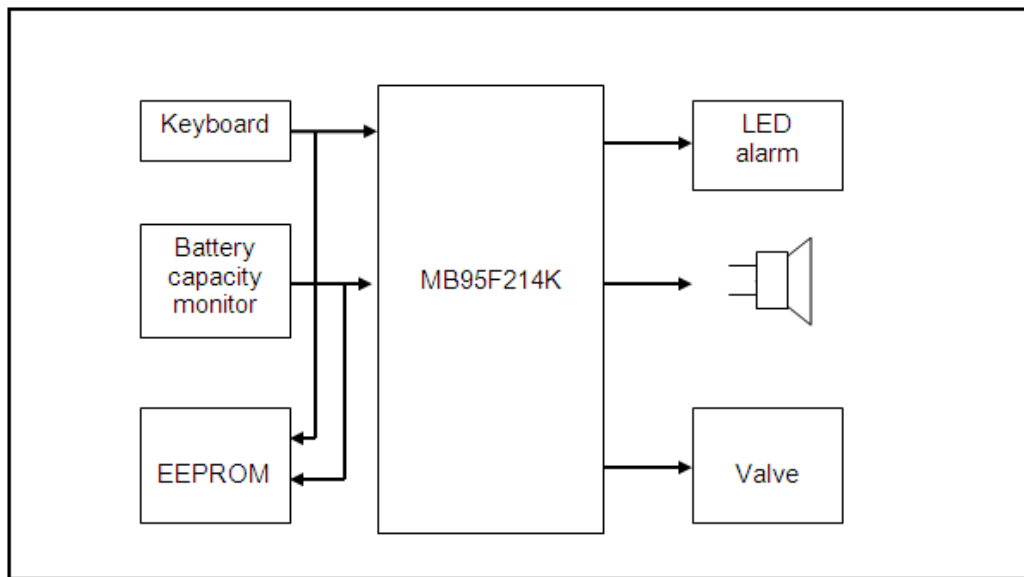 Keyboard
Battery
capacity
monitor
EEPROM
MB95F214K
LED
alarm
Valve